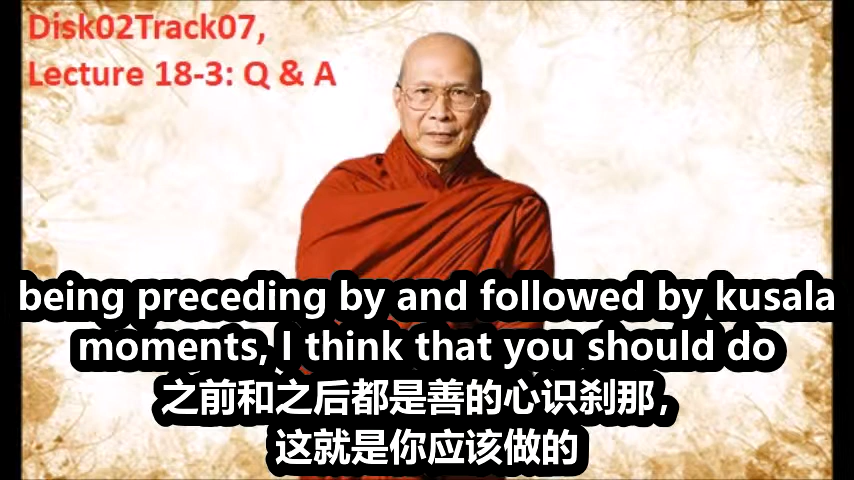 Disk02Track07,
Lecture 18-3: Q & A
being preceding by and followed by kusala
moments, I think that you should do
之前和之后都是善的心识刹那，
这就是你应该做的